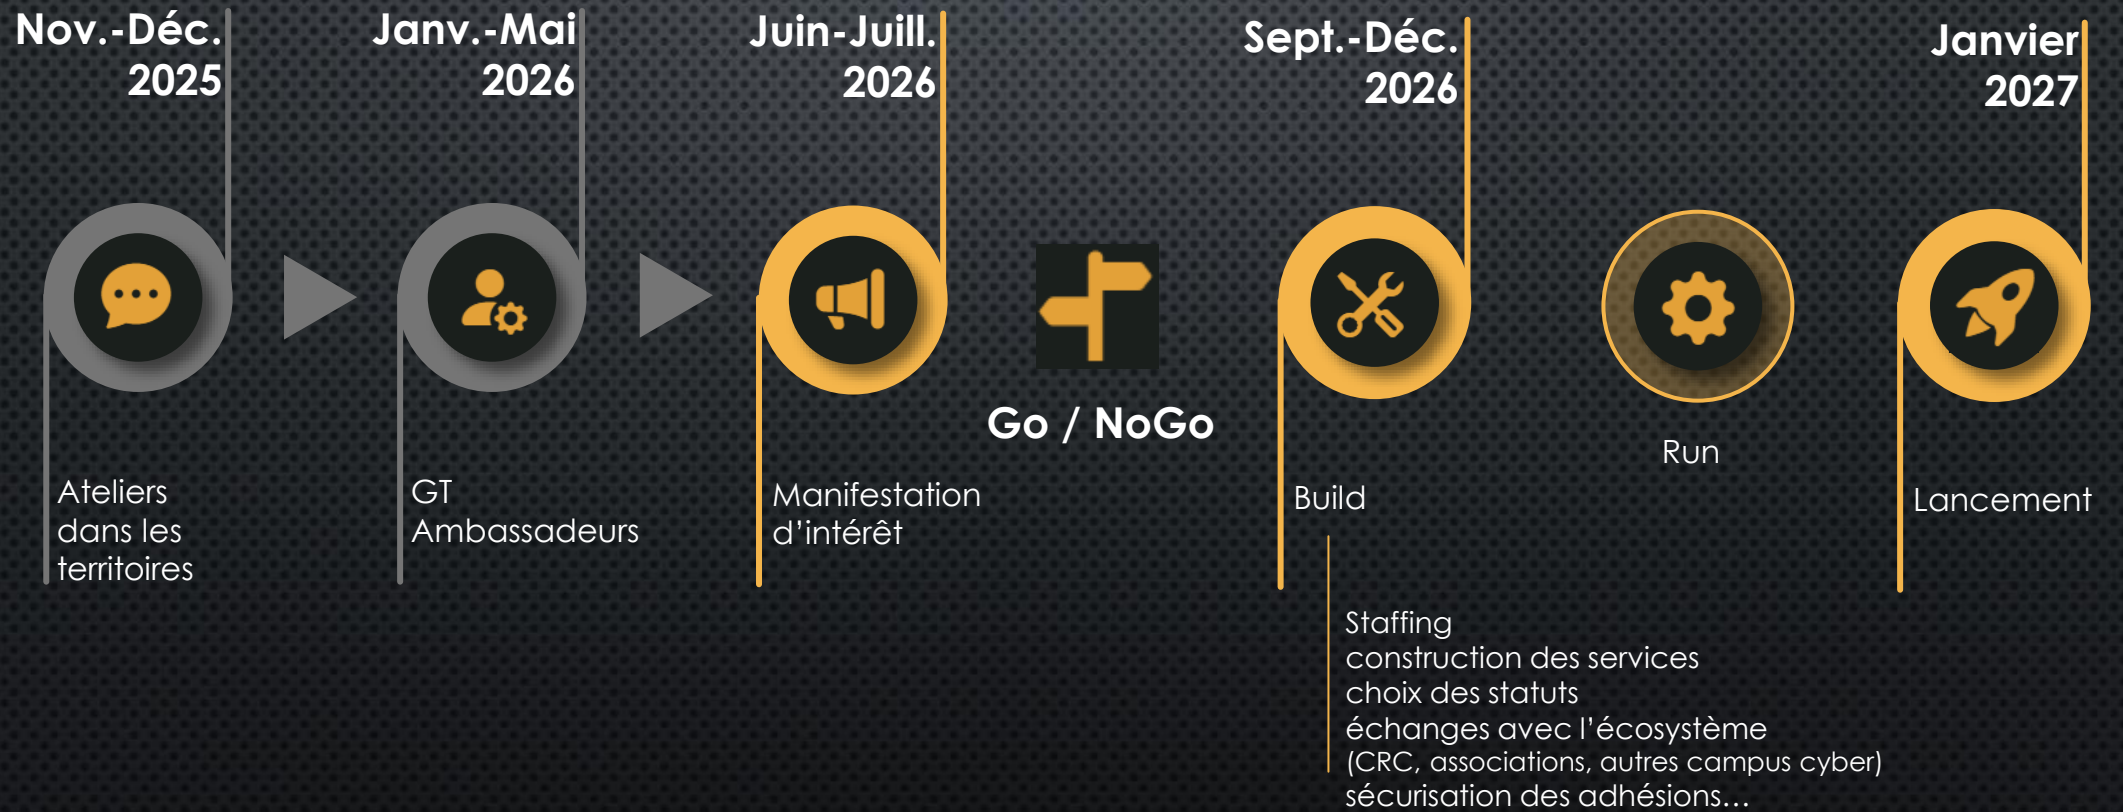 Nov.-Déc.
2025
Janv.-Mai
2026
Juin-Juill.
2026
Sept.-Déc.
2026
Janvier
2027
Go / NoGo
Run
Ateliers
dans les
territoires
GT
Ambassadeurs
Manifestation
d’intérêt
Build
Lancement
Staffing
construction des services
choix des statuts
échanges avec l’écosystème
(CRC, associations, autres campus cyber)
sécurisation des adhésions…